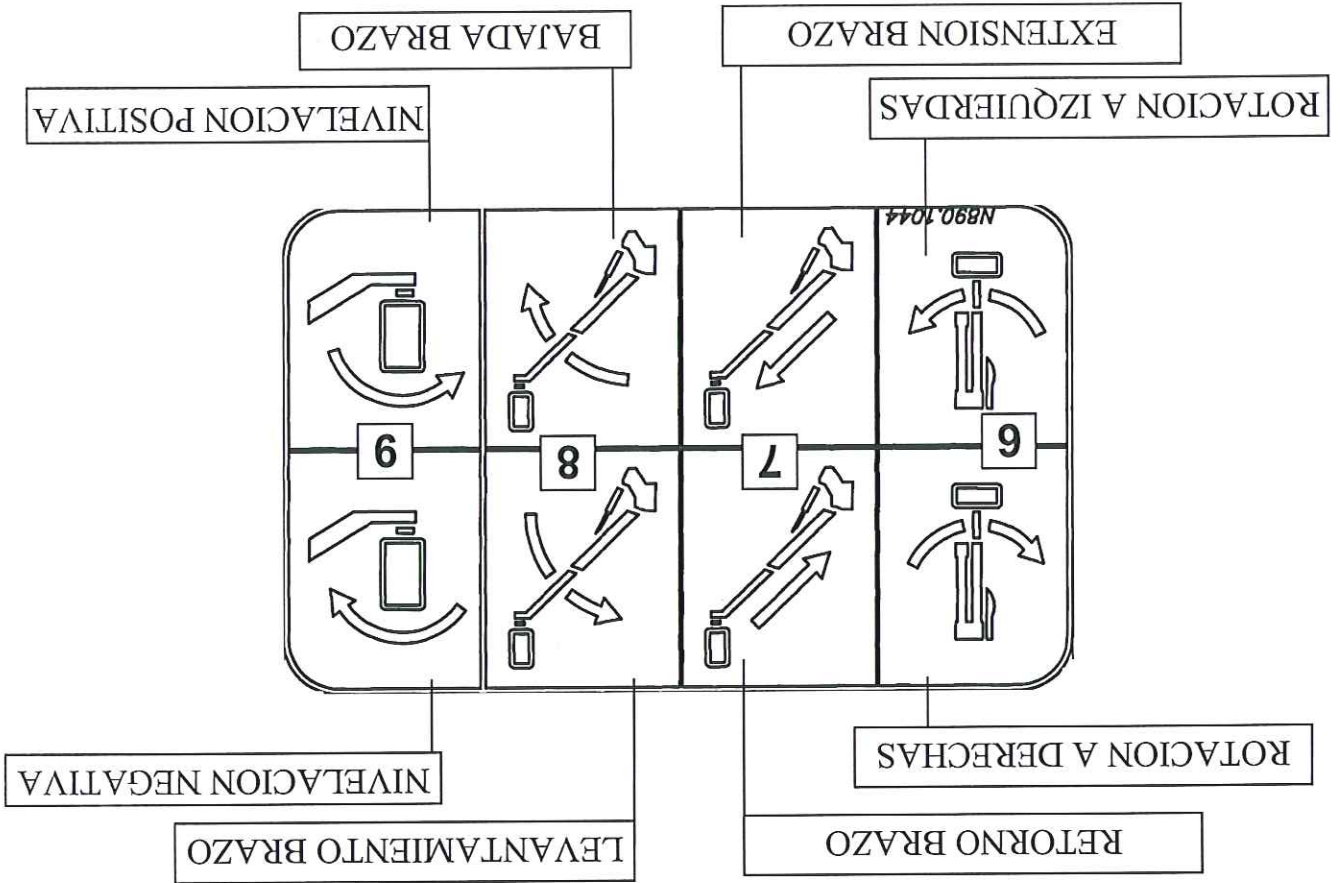 RETORNO BRAZO
LEVANTAMIENTO BRAZO
ROTACION A DERECHAS
NIVELACION NEGATIVA
6
7
8
9
N890.1044
ROTACION A IZQUIERDAS
NIVELACION POSITIVA
EXTENSION BRAZO
BAJADA BRAZO